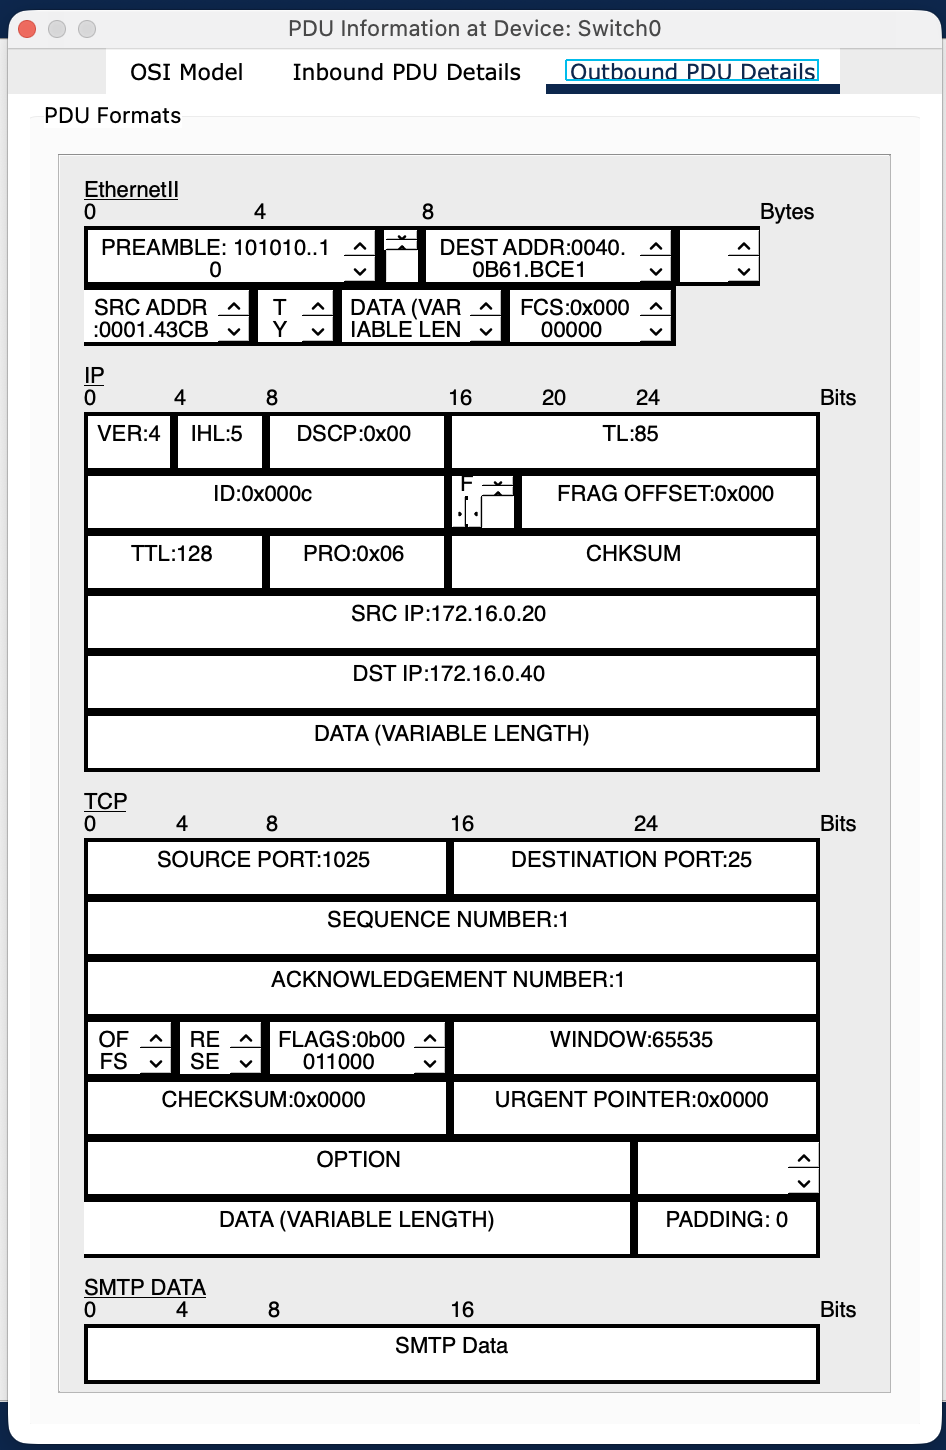 PDU Information at Device: Switch0
OSI Model Inbound PDU Details Outbound PDU Details
PDU Formats
EthernetII
0 4 8 Bytes
PREAMBLE: 101010..1
0
DEST ADDR:0040.
0B61.BCE1
SRC ADDR
:0001.43CB
T
Y
DATA (VAR
IABLE LEN
FCS:0x000
00000
IP
0 4 8 16 20 24 Bits
VER:4 IHL:5 DSCP:0x00 TL:85
ID:0x000c F FRAG OFFSET:0x000
TTL:128 PRO:0x06 CHKSUM
SRC IP:172.16.0.20
DST IP:172.16.0.40
DATA (VARIABLE LENGTH)
TCP
0 4 8 16 24 Bits
SOURCE PORT:1025 DESTINATION PORT:25
SEQUENCE NUMBER:1
ACKNOWLEDGEMENT NUMBER:1
OF
FS
RE
SE
FLAGS:0b00
011000
WINDOW:65535
CHECKSUM:0x0000 URGENT POINTER:0x0000
OPTION
DATA (VARIABLE LENGTH) PADDING: 0
SMTP DATA
0 4 8 16 Bits
SMTP Data